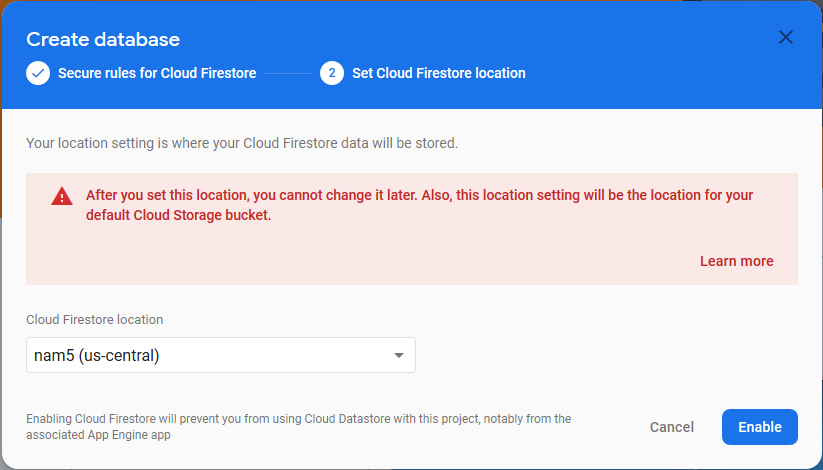 Create database
Secure rules for Cloud Firestore
2 Set Cloud Firestore location
Your location setting is where your Cloud Firestore data will be stored.
After you set this location, you cannot change it later. Also, this location setting will be the location for your
default Cloud Storage bucket.
Learn more
Cloud Firestore location
nam5 (us-central)
Enabling Cloud Firestore will prevent you from using Cloud Datastore with this project, notably from the
associated App Engine app
Cancel
Enable